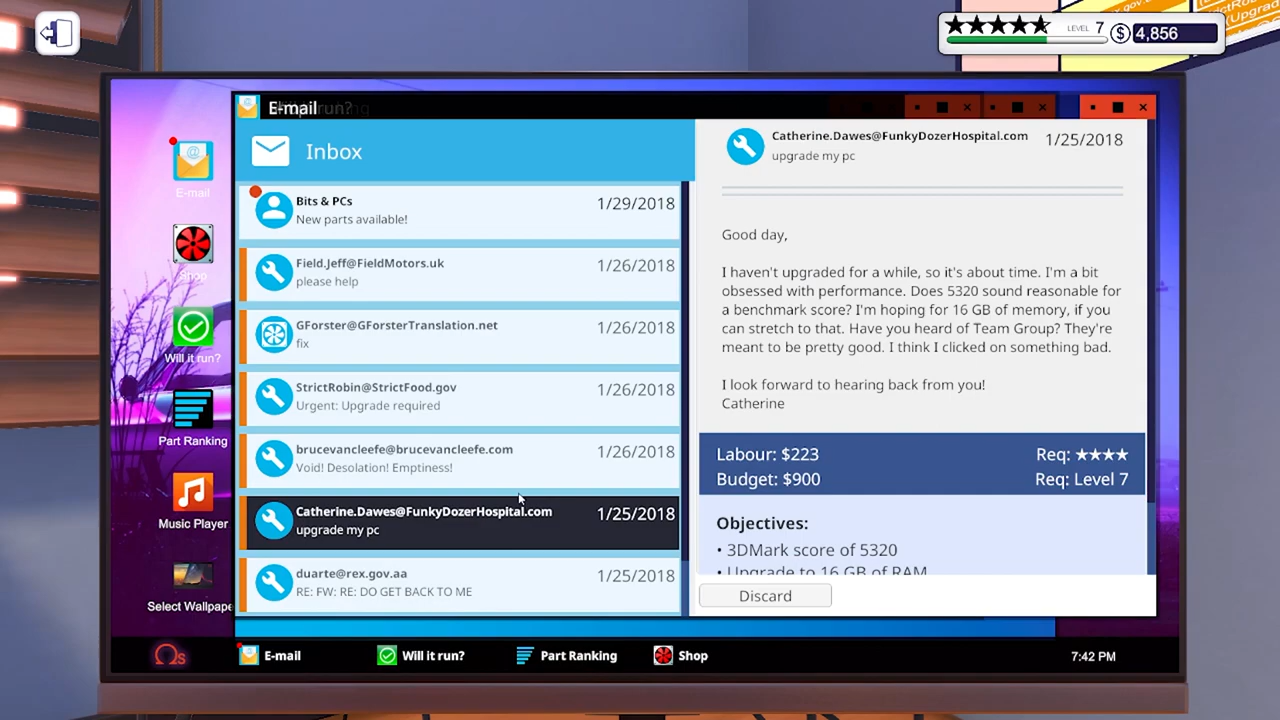 LEVEL 7
$ 4,856
E-mail
Inbox
Bits & PCs
1/29/2018
New parts available!
Field.Jeff@FieldMotors.uk
1/26/2018
please help
GForster@GForsterTranslation.net
1/26/2018
fix
StrictRobin@StrictFood.gov
1/26/2018
Urgent: Upgrade required
brucevancleefe@brucevancleefe.com
1/26/2018
Void! Desolation! Emptiness!
Catherine.Dawes@FunkyDozerHospital.com
1/25/2018
upgrade my pc
duarte@rex.gov.aa
1/25/2018
RE: FW: RE: DO GET BACK TO ME
Catherine.Dawes@FunkyDozerHospital.com
1/25/2018
upgrade my pc
Good day,
I haven't upgraded for a while, so it's about time. I'm a bit
obsessed with performance. Does 5320 sound reasonable for
a benchmark score? I'm hoping for 16 GB of memory, if you
can stretch to that. Have you heard of Team Group? They're
meant to be pretty good. I think I clicked on something bad.
I look forward to hearing back from you!
Catherine
Labour: $223
Req: ★★★★
Budget: $900
Req: Level 7
Objectives:
• 3DMark score of 5320
• Upgrade to 16 GB of RAM
Discard
E-mail
Shop
Will it run?
Part Ranking
Music Player
Select Wallpape
Ωs
E-mail
Will it run?
Part Ranking
Shop
7:42 PM